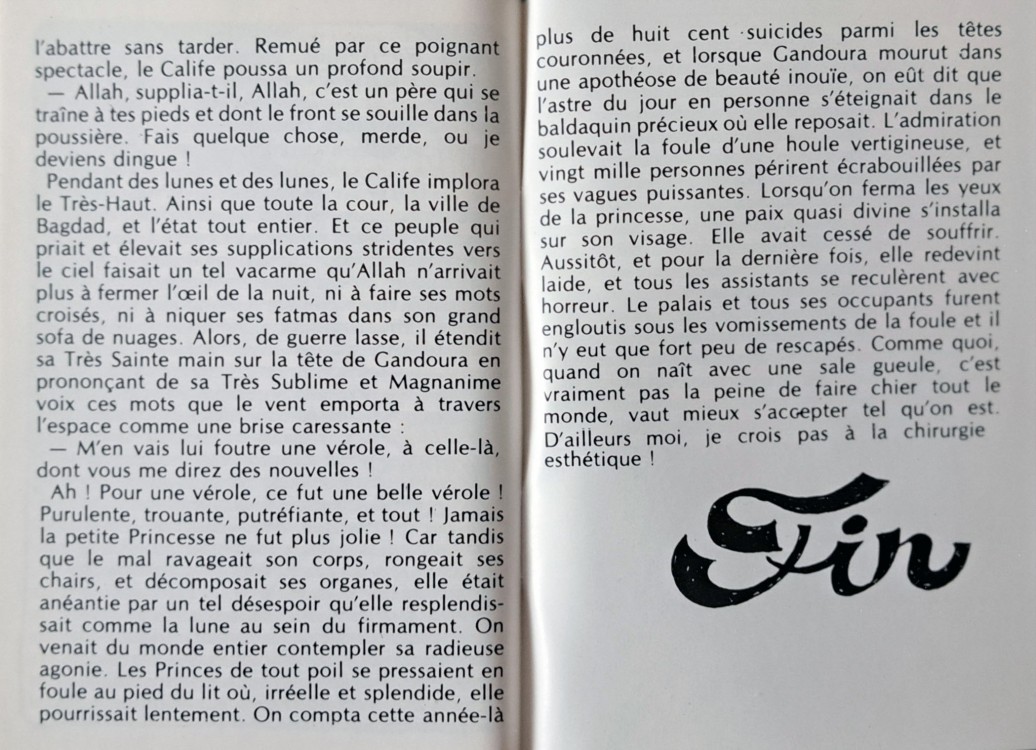 l'abattre sans tarder. Remué par ce poignant
spectacle, le Calife poussa un profond soupir.
— Allah, supplia-t-il, Allah, c'est un père qui se
traîne à tes pieds et dont le front se souille dans la
poussière. Fais quelque chose, merde, ou je
deviens dingue !
Pendant des lunes et des lunes, le Calife implora
le Très-Haut. Ainsi que toute la cour, la ville de
Bagdad, et l'état tout entier. Et ce peuple qui
priait et élevait ses supplications stridentes vers
le ciel faisait un tel vacarme qu'Allah n'arrivait
plus à fermer l'œil de la nuit, ni à faire ses mots
croisés, ni à niquer ses fatmas dans son grand
sofa de nuages. Alors, de guerre lasse, il étendit
sa Très Sainte main sur la tête de Gandoura en
prononçant de sa Très Sublime et Magnanime
voix ces mots que le vent emporta à travers
l'espace comme une brise caressante :
— M'en vais lui foutre une vérole, à celle-là,
dont vous me direz des nouvelles !
Ah ! Pour une vérole, ce fut une belle vérole !
Purulente, trouante, putréfiante, et tout ! Jamais
la petite Princesse ne fut plus jolie ! Car tandis
que le mal ravageait son corps, rongeait ses
chairs, et décomposait ses organes, elle était
anéantie par un tel désespoir qu'elle resplendis-
sait comme la lune au sein du firmament. On
venait du monde entier contempler sa radieuse
agonie. Les Princes de tout poil se pressaient en
foule au pied du lit où, irréelle et splendide, elle
pourrissait lentement. On compta cette année-là
plus de huit cent suicides parmi les têtes
couronnées, et lorsque Gandoura mourut dans
une apothéose de beauté inouïe, on eût dit que
l'astre du jour en personne s'éteignait dans le
baldaquin précieux où elle reposait. L'admiration
soulevait la foule d'une houle vertigineuse, et
vingt mille personnes périrent écrabouillées par
ses vagues puissantes. Lorsqu'on ferma les yeux
de la princesse, une paix quasi divine s'installa
sur son visage. Elle avait cessé de souffrir.
Aussitôt, et pour la dernière fois, elle redevint
laide, et tous les assistants se reculèrent avec
horreur. Le palais et tous ses occupants furent
engloutis sous les vomissements de la foule et il
n'y eut que fort peu de rescapés. Comme quoi,
quand on naît avec une sale gueule, c'est
vraiment pas la peine de faire chier tout le
monde, vaut mieux s'accepter tel qu'on est.
D'ailleurs moi, je crois pas à la chirurgie
esthétique !
Fin